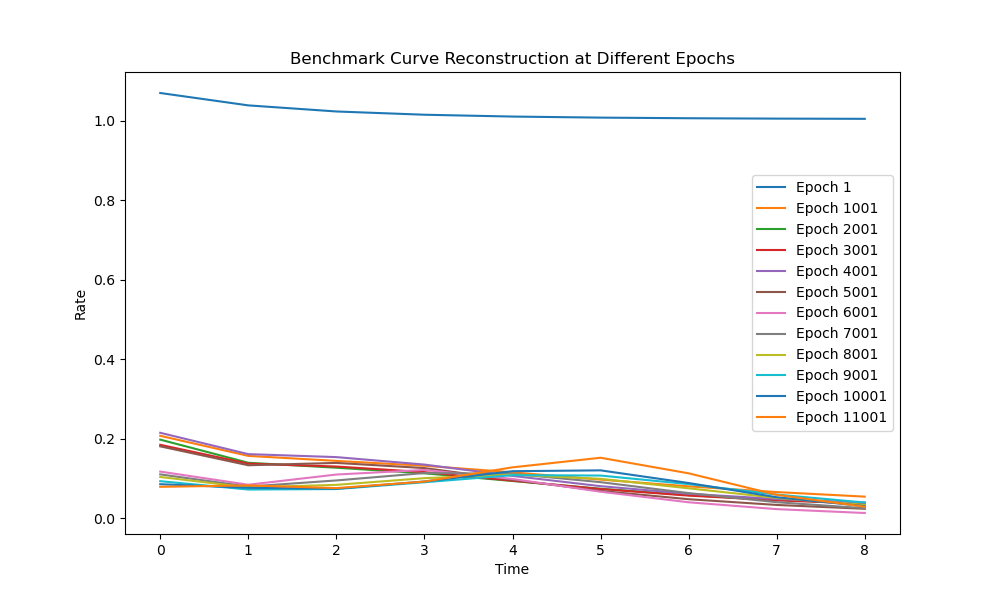 Benchmark Curve Reconstruction at Different Epochs
1.0
0.8
0.6
0.4
0.2
0.0
Rate
Epoch 1
Epoch 1001
Epoch 2001
Epoch 3001
Epoch 4001
Epoch 5001
Epoch 6001
Epoch 7001
Epoch 8001
Epoch 9001
Epoch 10001
Epoch 11001
0 1 2 3 4 5 6 7 8
Time